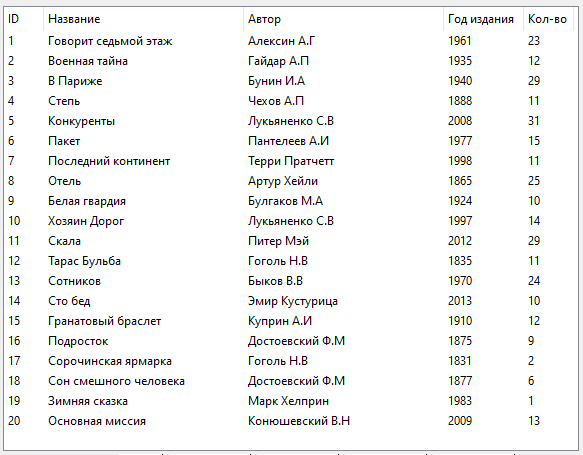 ID Название Автор Год издания Кол-во
1 Говорит седьмой этаж Алексин А.Г 1961 23
2 Военная тайна Гайдар А.П 1935 12
3 В Париже Бунин И.А 1940 29
4 Степь Чехов А.П 1888 11
5 Конкуренты Лукьяненко С.В 2008 31
6 Пакет Пантелеев А.И 1977 15
7 Последний континент Терри Пратчетт 1998 11
8 Отель Артур Хейли 1865 25
9 Белая гвардия Булгаков М.А 1924 10
10 Хозяин Дорог Лукьяненко С.В 1997 14
11 Скала Питер Мэй 2012 29
12 Тарас Бульба Гоголь Н.В 1835 11
13 Сотников Быков В.В 1970 24
14 Сто бед Эмир Кустурица 2013 10
15 Гранатовый браслет Куприн А.И 1910 12
16 Подросток Достоевский Ф.М 1875 9
17 Сорочинская ярмарка Гоголь Н.В 1831 2
18 Сон смешного человека Достоевский Ф.М 1877 6
19 Зимняя сказка Марк Хелприн 1983 1
20 Основная миссия Конюшевский В.Н 2009 13